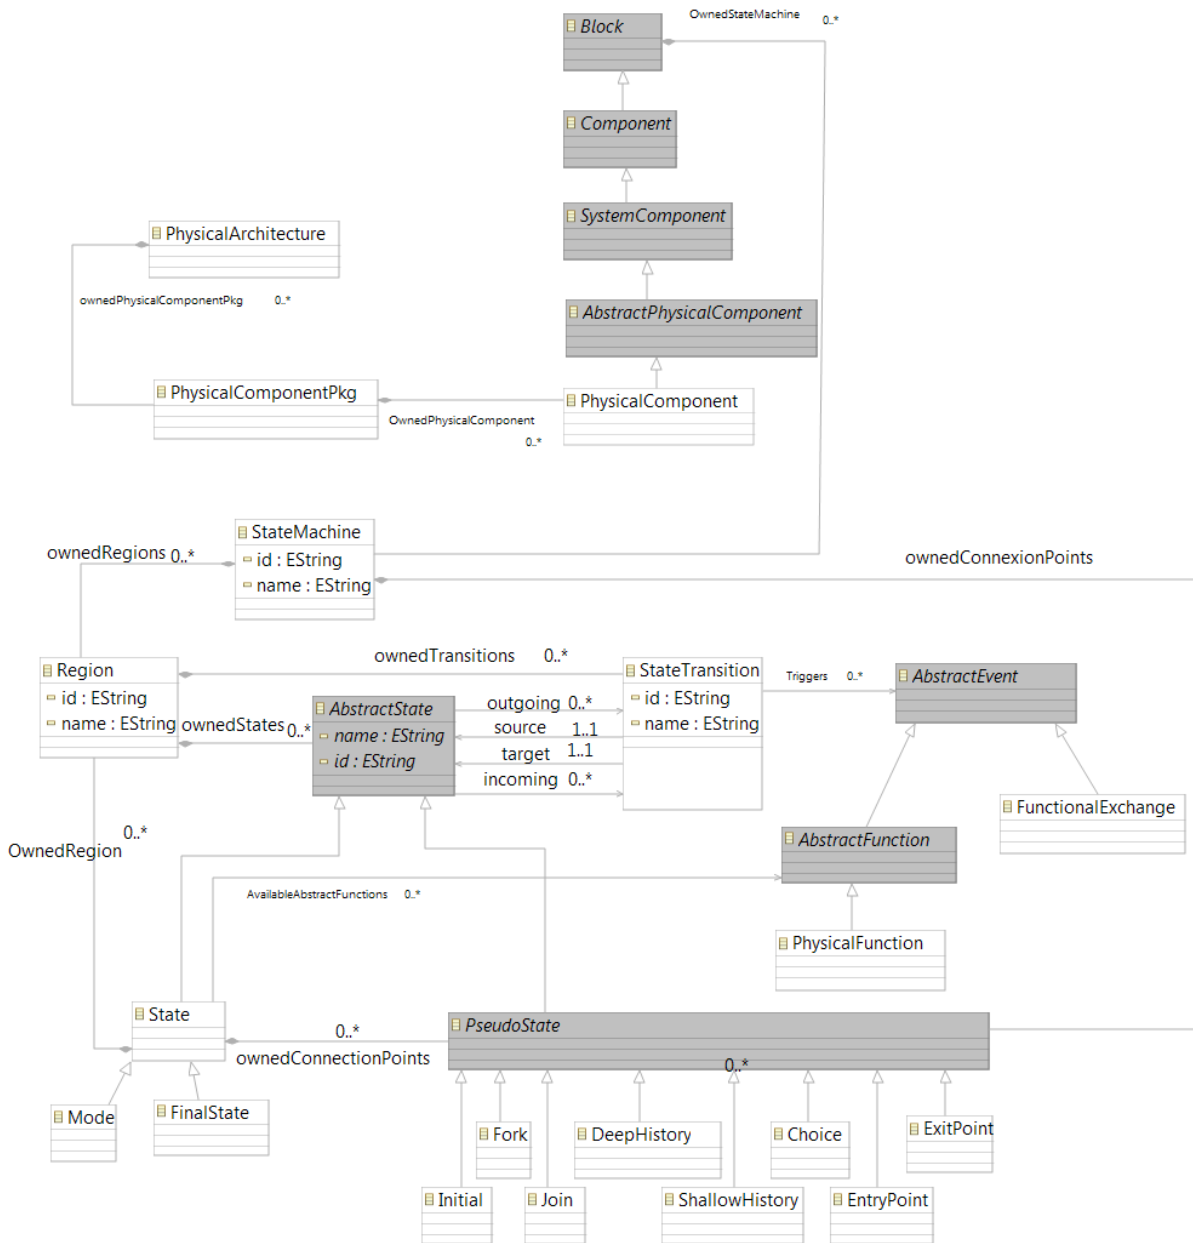 OwnedStateMachine 0..*
Block
Component
SystemComponent
PhysicalArchitecture
ownedPhysicalComponentPkg 0..*
AbstractPhysicalComponent
PhysicalComponentPkg
PhysicalComponent
OwnedPhysicalComponent
0..*
StateMachine
id : EString
name : EString
ownedRegions 0..*
ownedConnexionPoints
Region
id : EString
name : EString
ownedTransitions 0..*
StateTransition
id : EString
name : EString
Triggers 0..*
AbstractEvent
AbstractState
name : EString
id : EString
ownedStates 0..*
outgoing 0..*
source 1..1
target 1..1
incoming 0..*
FunctionalExchange
0..*
OwnedRegion
AbstractFunction
AvailableAbstractFunctions 0..*
PhysicalFunction
State
0..*
ownedConnectionPoints
PseudoState
0..*
Mode
FinalState
Fork
DeepHistory
Choice
ExitPoint
Initial
Join
ShallowHistory
EntryPoint